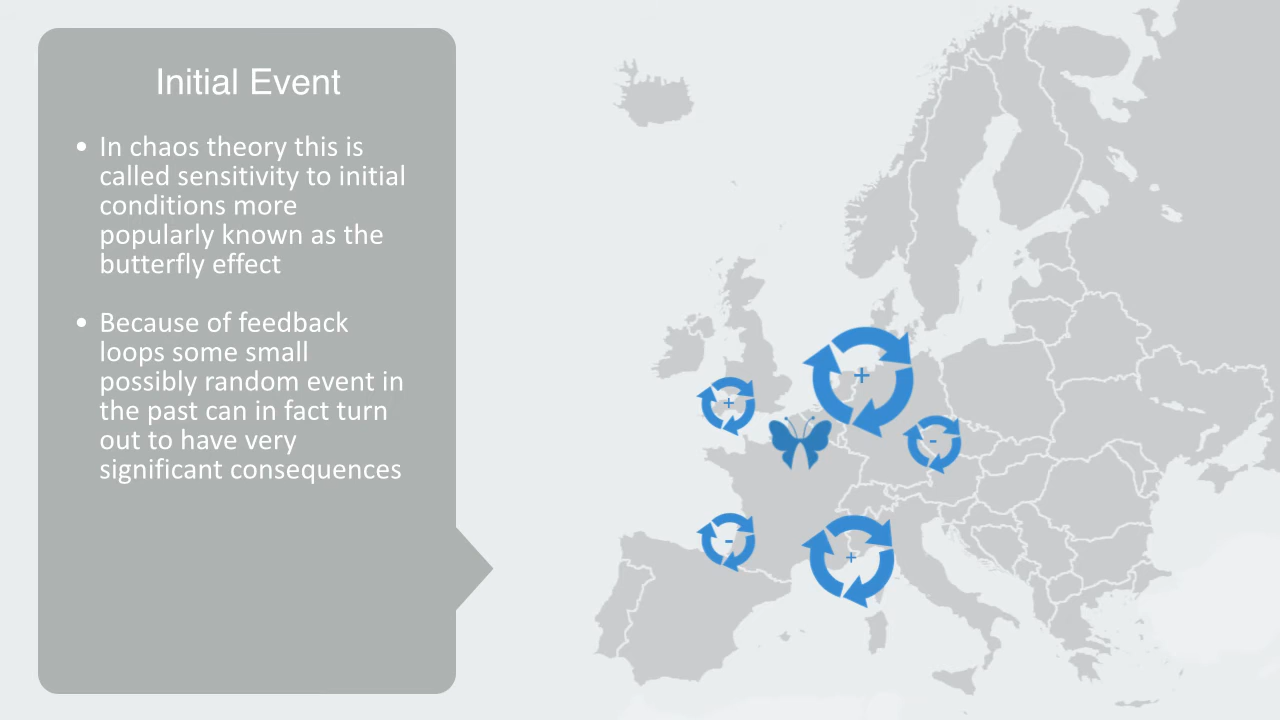 Initial Event
• In chaos theory this is
called sensitivity to initial
conditions more
popularly known as the
butterfly effect
• Because of feedback
loops some small
possibly random event in
the past can in fact turn
out to have very
significant consequences
+
+
-
-
+